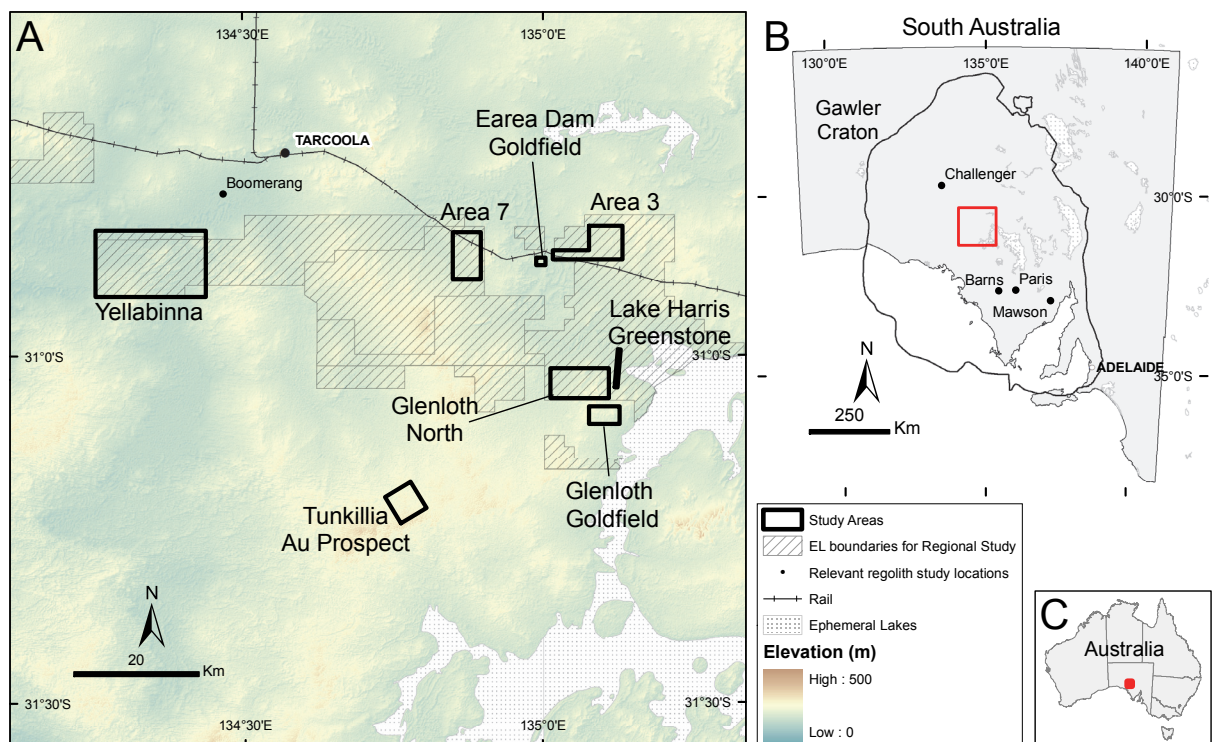 A
134°30'E
135°0'E
TARCOOLA
Boomerang
Earea Dam
Goldfield
Area 7
Area 3
Yellabinna
Lake Harris
Greenstone
31°0'S
31°0'S
Glenloth
North
Glenloth
Goldfield
Tunkillia
Au Prospect
N
20
Km
31°30'S
31°30'S
134°30'E
135°0'E
B
South Australia
130°0'E
135°0'E
140°0'E
Gawler
Craton
Challenger
30°0'S
Barns
Paris
Mawson
ADELAIDE
35°0'S
N
250
Km
Study Areas
EL boundaries for Regional Study
Relevant regolith study locations
Rail
Ephemeral Lakes
Elevation (m)
High : 500
Low : 0
C
Australia